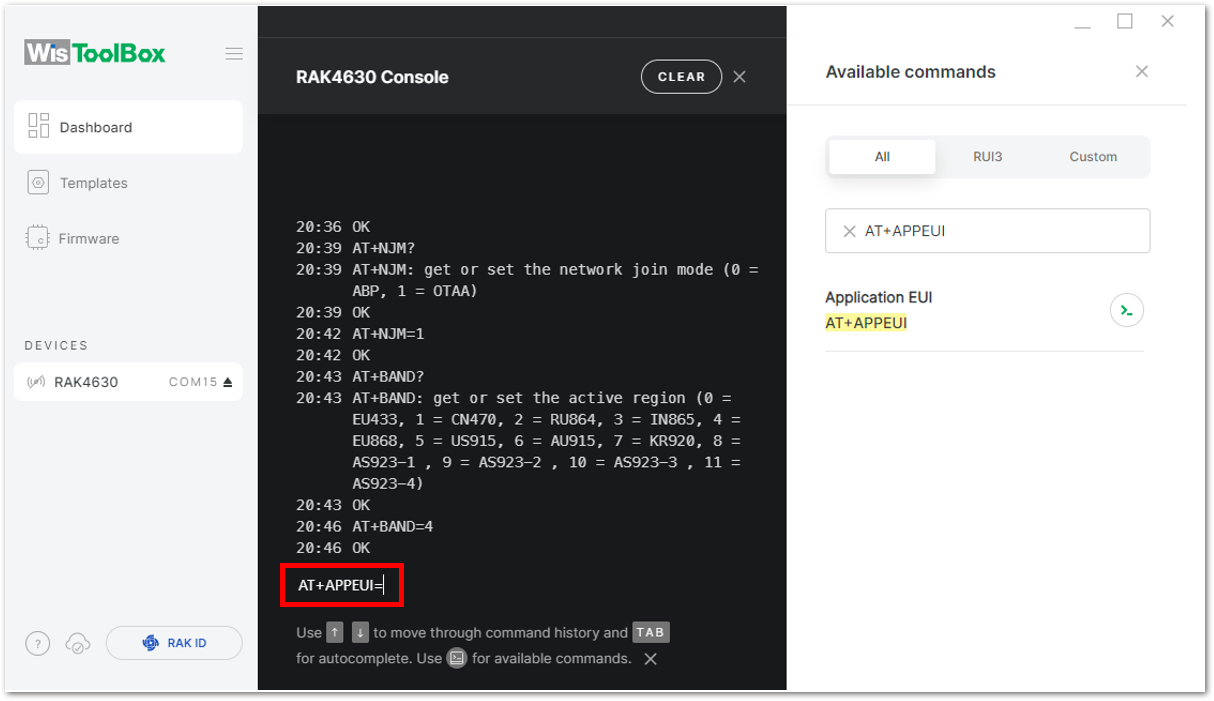 WisToolBox
Dashboard
Templates
Firmware
DEVICES
RAK4630 COM15
?
RAK ID
RAK4630 Console
CLEAR
20:36 OK
20:39 AT+NJM?
20:39 AT+NJM: get or set the network join mode (0 =
ABP, 1 = OTAA)
20:39 OK
20:42 AT+NJM=1
20:42 OK
20:43 AT+BAND?
20:43 AT+BAND: get or set the active region (0 =
EU433, 1 = CN470, 2 = RU864, 3 = IN865, 4 =
EU868, 5 = US915, 6 = AU915, 7 = KR920, 8 =
AS923-1 , 9 = AS923-2 , 10 = AS923-3 , 11 =
AS923-4)
20:43 OK
20:46 AT+BAND=4
20:46 OK
AT+APPEUI=
Use ↑ ↓ to move through command history and TAB
for autocomplete. Use for available commands.
Available commands
All RUI3 Custom
AT+APPEUI
Application EUI
AT+APPEUI